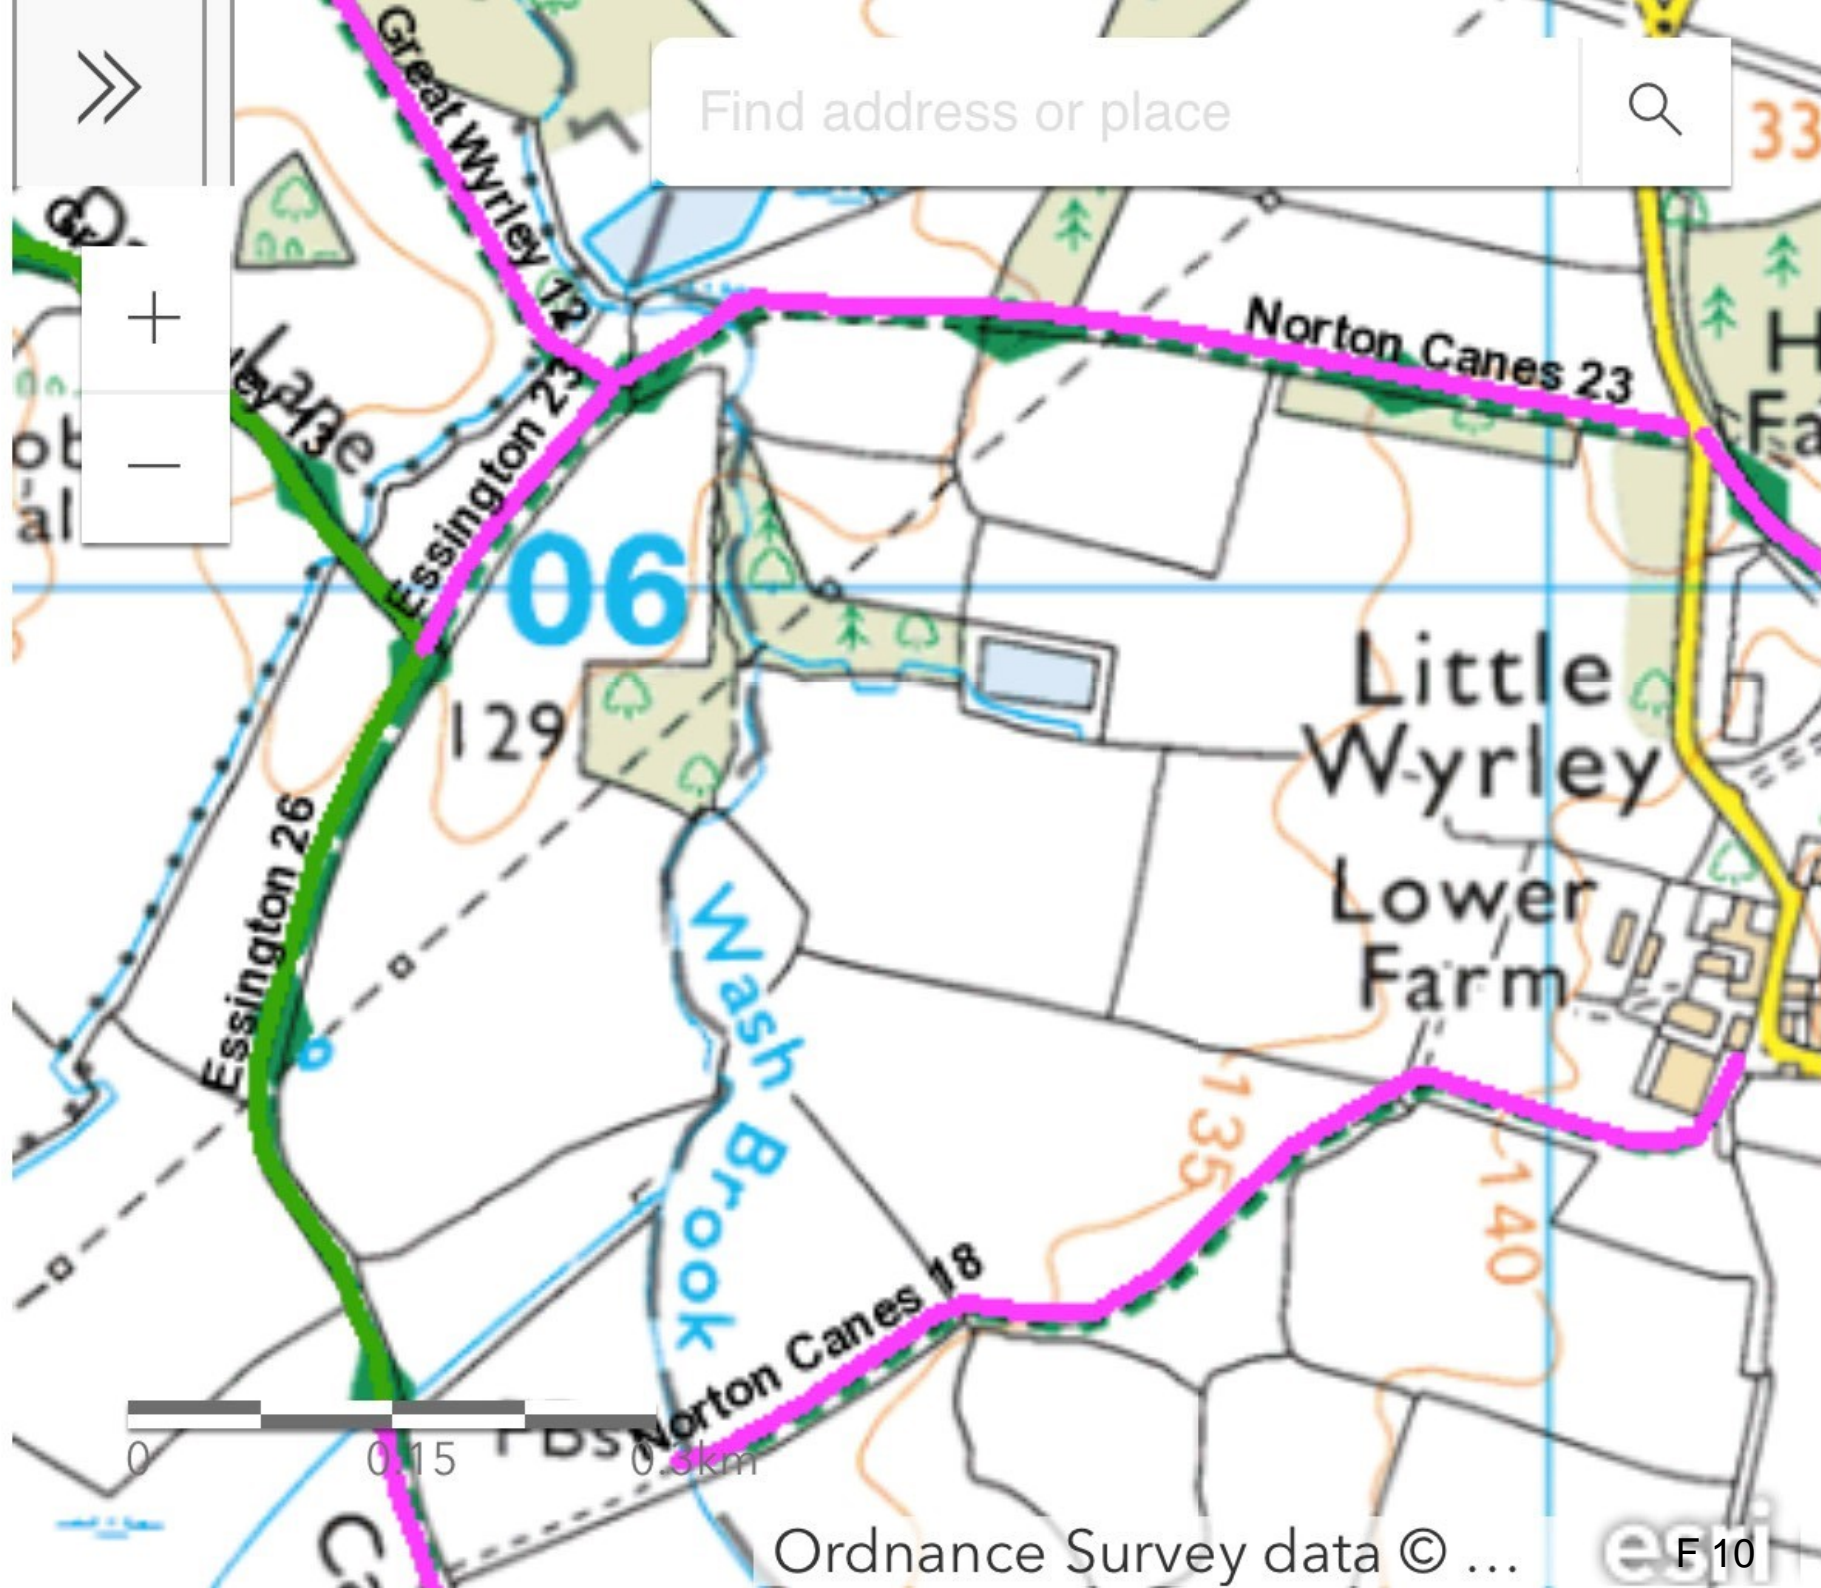 Great Wyrley 12
Find address or place
33
Lane
Norton Canes 23
Essington 23
06
129
Little
Wyrley
Essington 26
Lower
Farm
Wash Brook
135
140
Norton Canes 18
0
0.15
0.3km
Ordnance Survey data © ...
esri
F 10